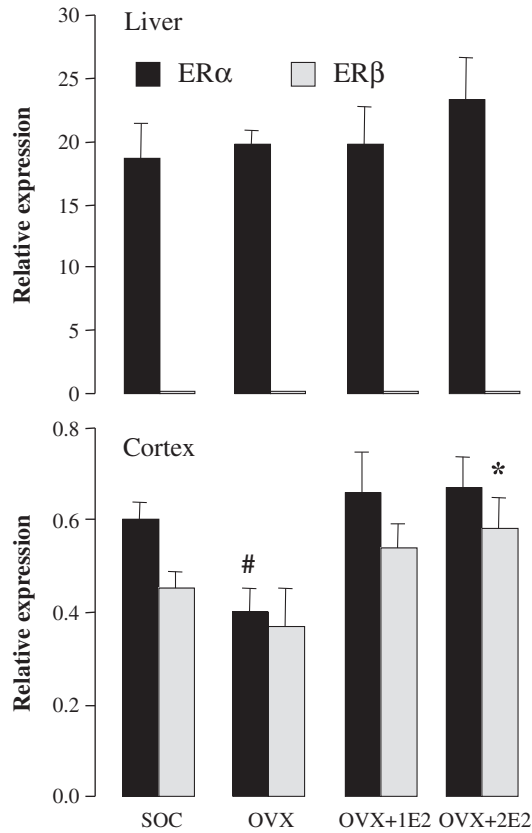 Liver
ERα ERβ
30
25
20
15
10
5
0
Relative expression
Cortex
0.8
0.6
0.4
0.2
0.0
Relative expression
#
*
SOC OVX OVX+1E2 OVX+2E2